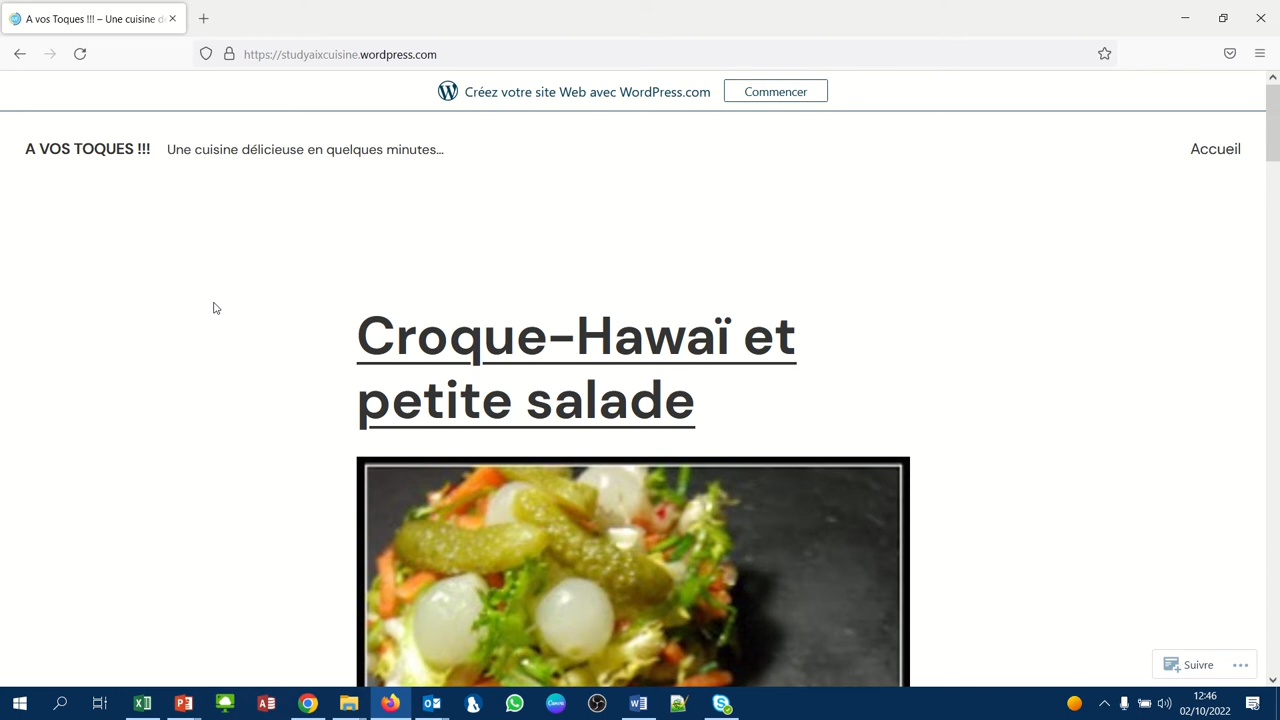 A vos Toques !!! – Une cuisine d
https://studyaixcuisine.wordpress.com
Créez votre site Web avec WordPress.com
Commencer
A VOS TOQUES !!!
Une cuisine délicieuse en quelques minutes...
Accueil
Croque-Hawaï et
petite salade
Suivre
12:46
02/10/2022